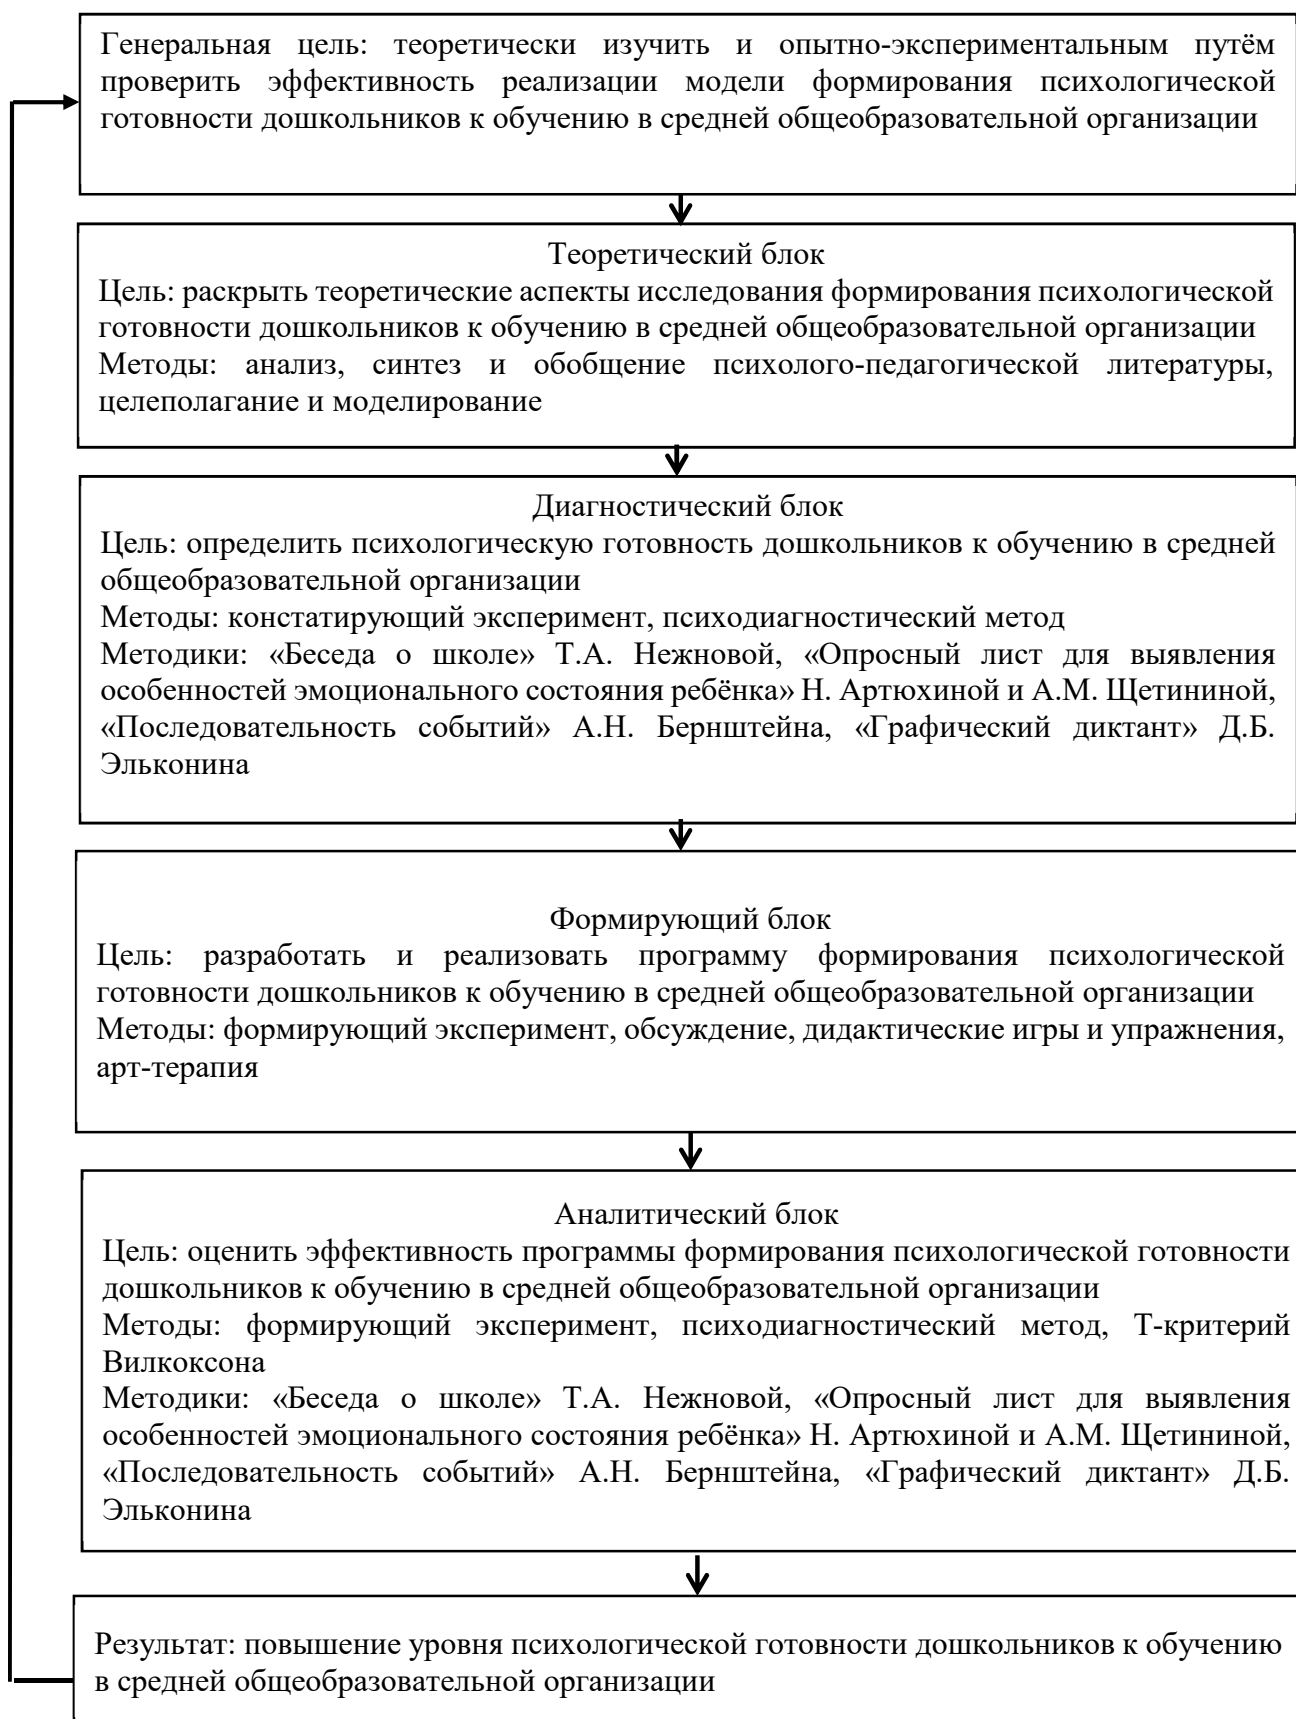 Генеральная цель: теоретически изучить и опытно-экспериментальным путём
проверить эффективность реализации модели формирования психологической
готовности дошкольников к обучению в средней общеобразовательной организации
Теоретический блок
Цель: раскрыть теоретические аспекты исследования формирования психологической
готовности дошкольников к обучению в средней общеобразовательной организации
Методы: анализ, синтез и обобщение психолого-педагогической литературы,
целеполагание и моделирование
Диагностический блок
Цель: определить психологическую готовность дошкольников к обучению в средней
общеобразовательной организации
Методы: констатирующий эксперимент, психодиагностический метод
Методики: «Беседа о школе» Т.А. Нежновой, «Опросный лист для выявления
особенностей эмоционального состояния ребёнка» Н. Артюхиной и А.М. Щетининой,
«Последовательность событий» А.Н. Бернштейна, «Графический диктант» Д.Б.
Эльконина
Формирующий блок
Цель: разработать и реализовать программу формирования психологической
готовности дошкольников к обучению в средней общеобразовательной организации
Методы: формирующий эксперимент, обсуждение, дидактические игры и упражнения,
арт-терапия
Аналитический блок
Цель: оценить эффективность программы формирования психологической готовности
дошкольников к обучению в средней общеобразовательной организации
Методы: формирующий эксперимент, психодиагностический метод, Т-критерий
Вилкоксона
Методики: «Беседа о школе» Т.А. Нежновой, «Опросный лист для выявления
особенностей эмоционального состояния ребёнка» Н. Артюхиной и А.М. Щетининой,
«Последовательность событий» А.Н. Бернштейна, «Графический диктант» Д.Б.
Эльконина
Результат: повышение уровня психологической готовности дошкольников к обучению
в средней общеобразовательной организации